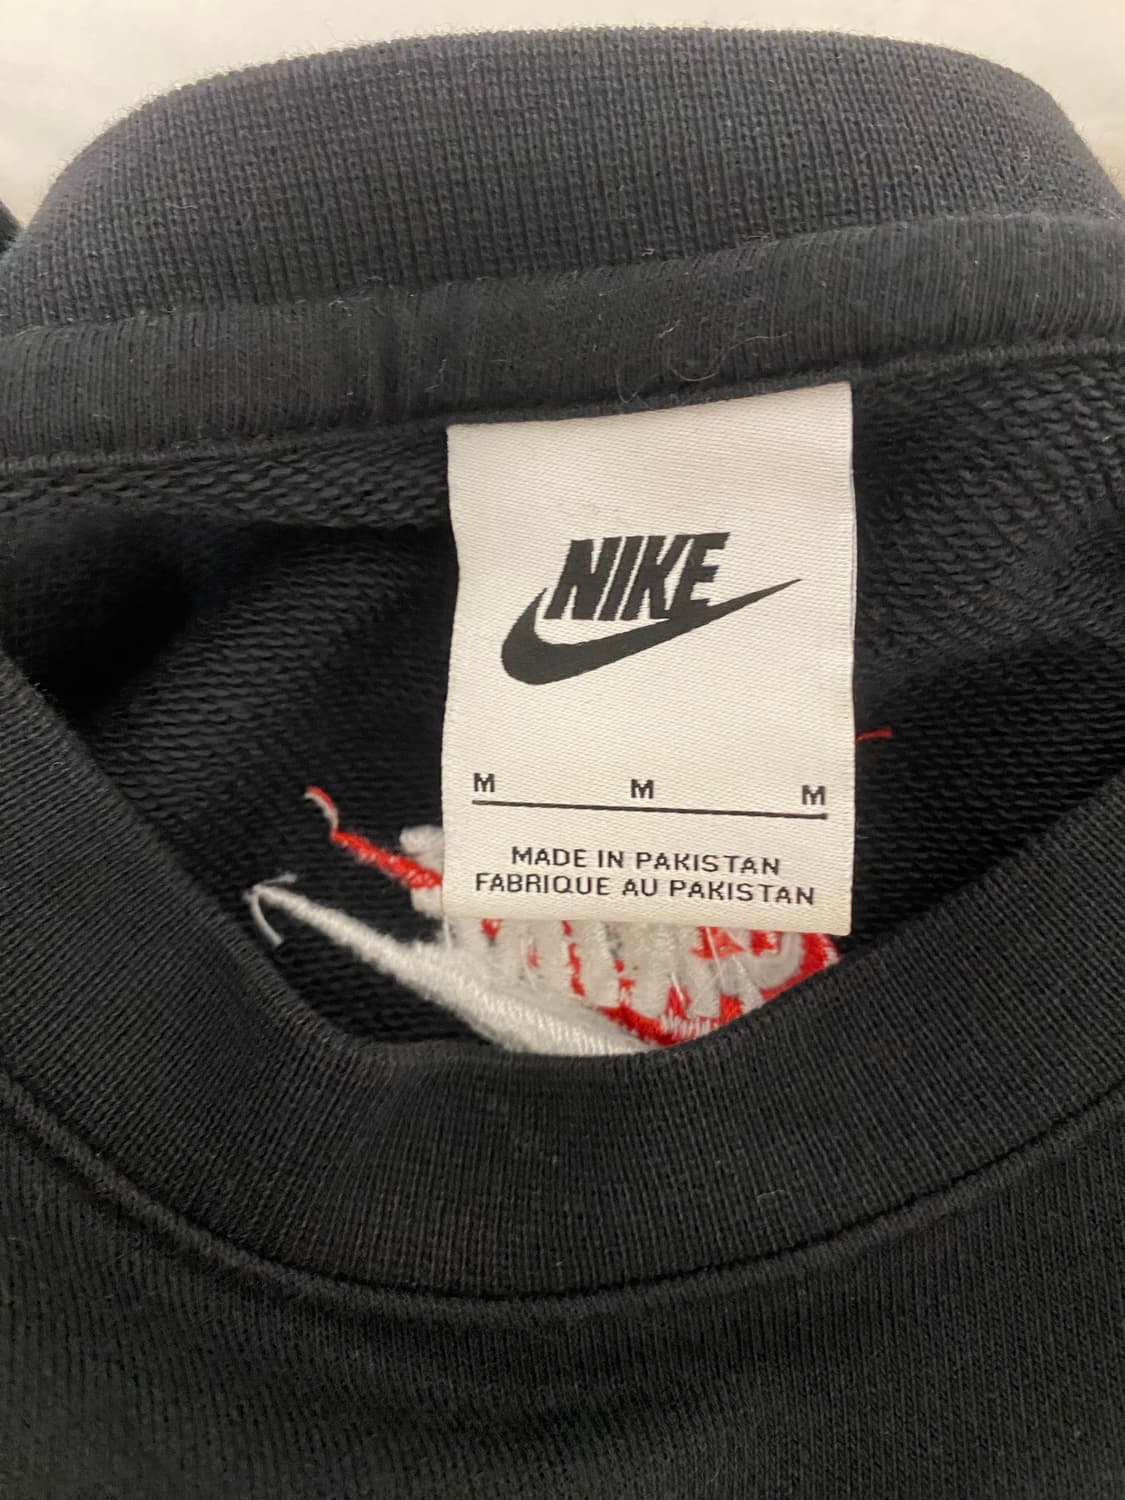 NIKE
M M M
MADE IN PAKISTAN
FABRIQUE AU PAKISTAN